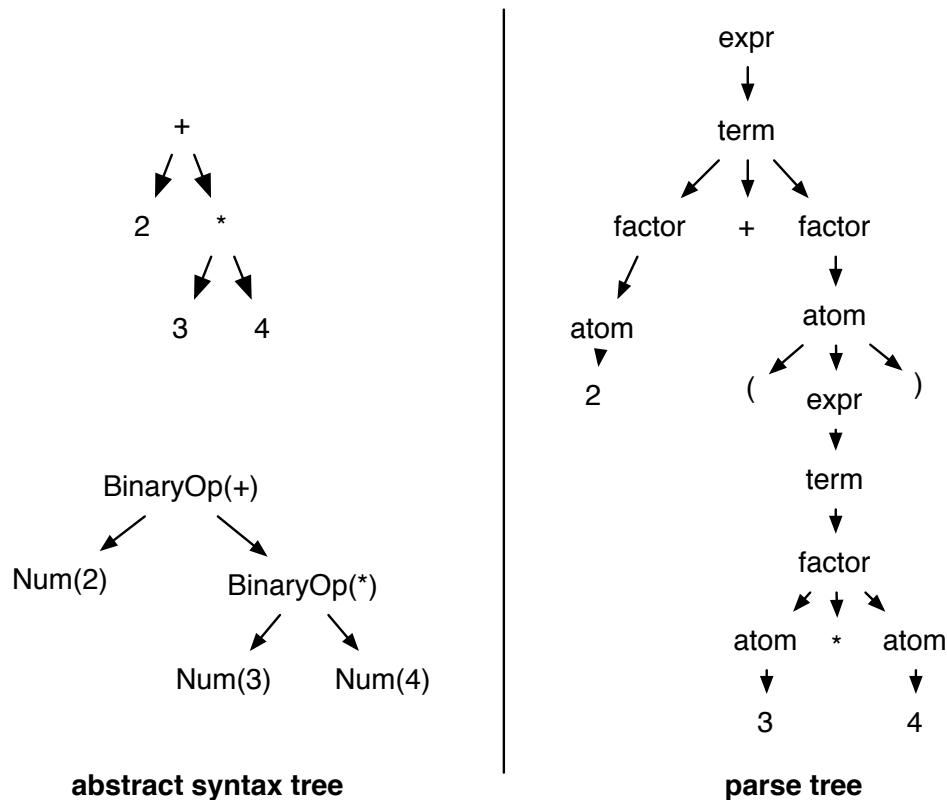 +
2 *
3 4
BinaryOp(+)
Num(2) BinaryOp(*)
Num(3) Num(4)
abstract syntax tree
expr
term
factor + factor
atom atom
2 ( expr )
term
factor
atom * atom
3 4
parse tree